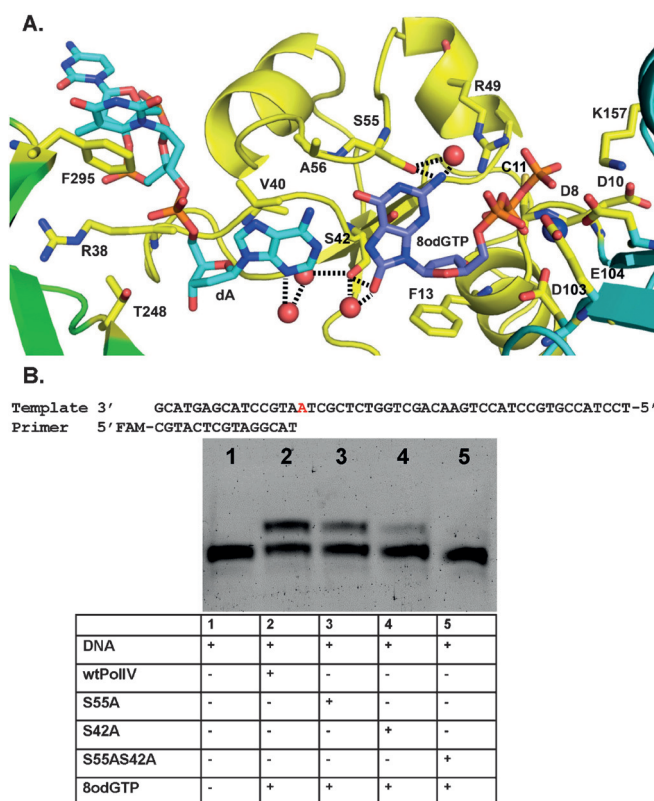 A.
R49
S55
K157
A56
C11
F295
V40
D8
D10
S42
8odGTP
R38
dA
E104
T248
F13
D103
B.
Template 3’ GCATGAGCATCCGTAATCGCTCTGGTCGACAAGTCCATCCGTGCCATCCT-5’
Primer 5’FAM-CGTACTCGTAGGCAT
1 2 3 4 5
1 2 3 4 5
DNA + + + + +
wtPolIV - + - - -
S55A - - + - -
S42A - - - + -
S55AS42A - - - - +
8odGTP - + + + +